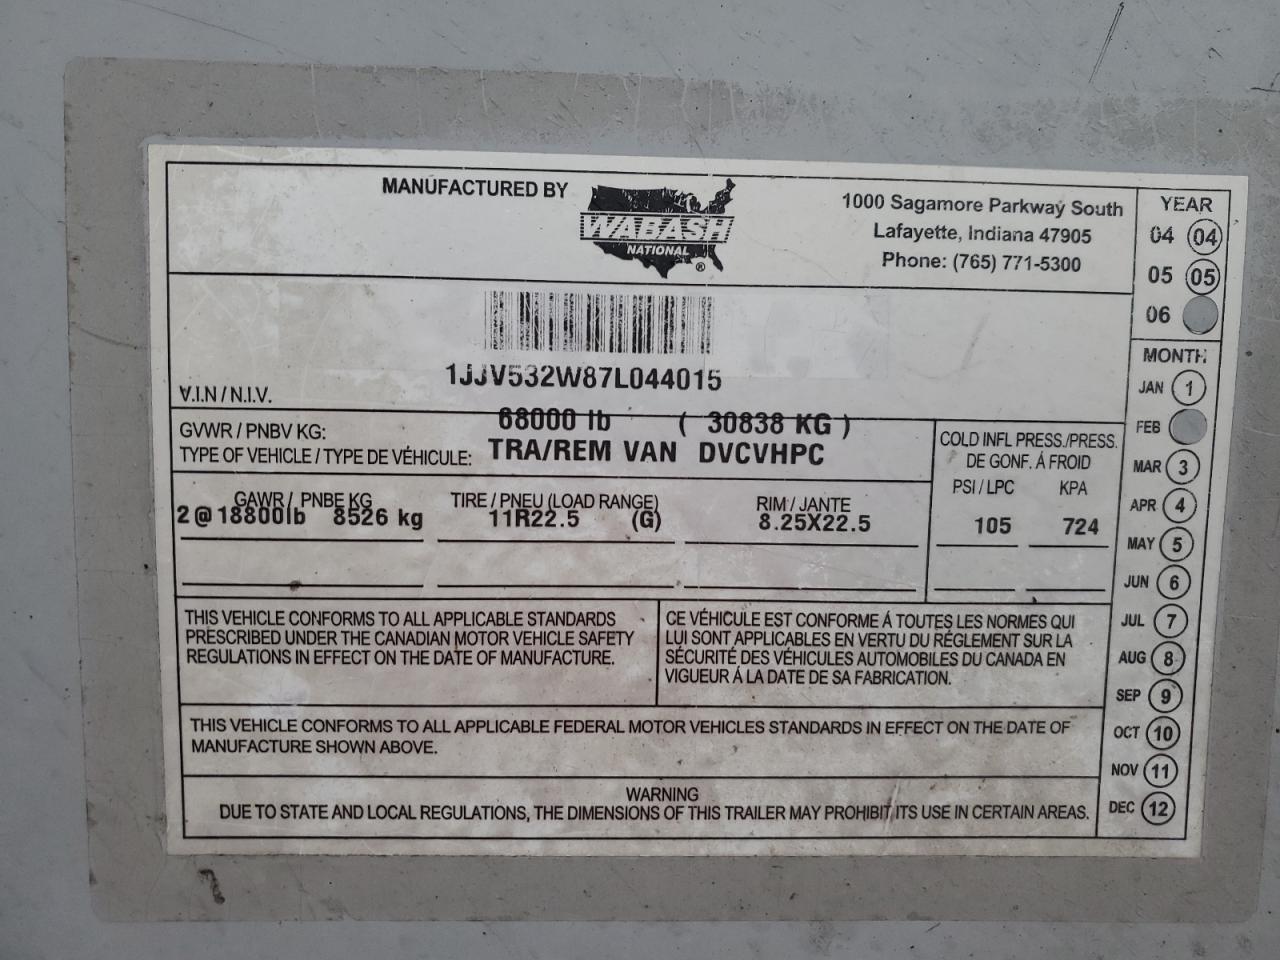 MANUFACTURED BY
WABASH
NATIONAL
®
1000 Sagamore Parkway South
Lafayette, Indiana 47905
Phone: (765) 771-5300
1JJV532W87L044015
V.I.N / N.I.V.
GVWR / PNBV KG: 68000 lb ( 30838 KG )
TYPE OF VEHICLE / TYPE DE VÉHICULE: TRA/REM VAN DVCVHPC
COLD INFL PRESS./PRESS.
DE GONF. Á FROID
PSI / LPC KPA
105 724
GAWR / PNBE KG TIRE / PNEU (LOAD RANGE) RIM / JANTE
2 @ 18800lb 8526 kg 11R22.5 (G) 8.25X22.5
THIS VEHICLE CONFORMS TO ALL APPLICABLE STANDARDS
PRESCRIBED UNDER THE CANADIAN MOTOR VEHICLE SAFETY
REGULATIONS IN EFFECT ON THE DATE OF MANUFACTURE.
CE VÉHICULE EST CONFORME Á TOUTES LES NORMES QUI
LUI SONT APPLICABLES EN VERTU DU RÉGLEMENT SUR LA
SÉCURITÉ DES VÉHICULES AUTOMOBILES DU CANADA EN
VIGUEUR Á LA DATE DE SA FABRICATION.
THIS VEHICLE CONFORMS TO ALL APPLICABLE FEDERAL MOTOR VEHICLES STANDARDS IN EFFECT ON THE DATE OF
MANUFACTURE SHOWN ABOVE.
WARNING
DUE TO STATE AND LOCAL REGULATIONS, THE DIMENSIONS OF THIS TRAILER MAY PROHIBIT ITS USE IN CERTAIN AREAS.
YEAR
04 04
05 05
06
MONTH
JAN 1
FEB
MAR 3
APR 4
MAY 5
JUN 6
JUL 7
AUG 8
SEP 9
OCT 10
NOV 11
DEC 12